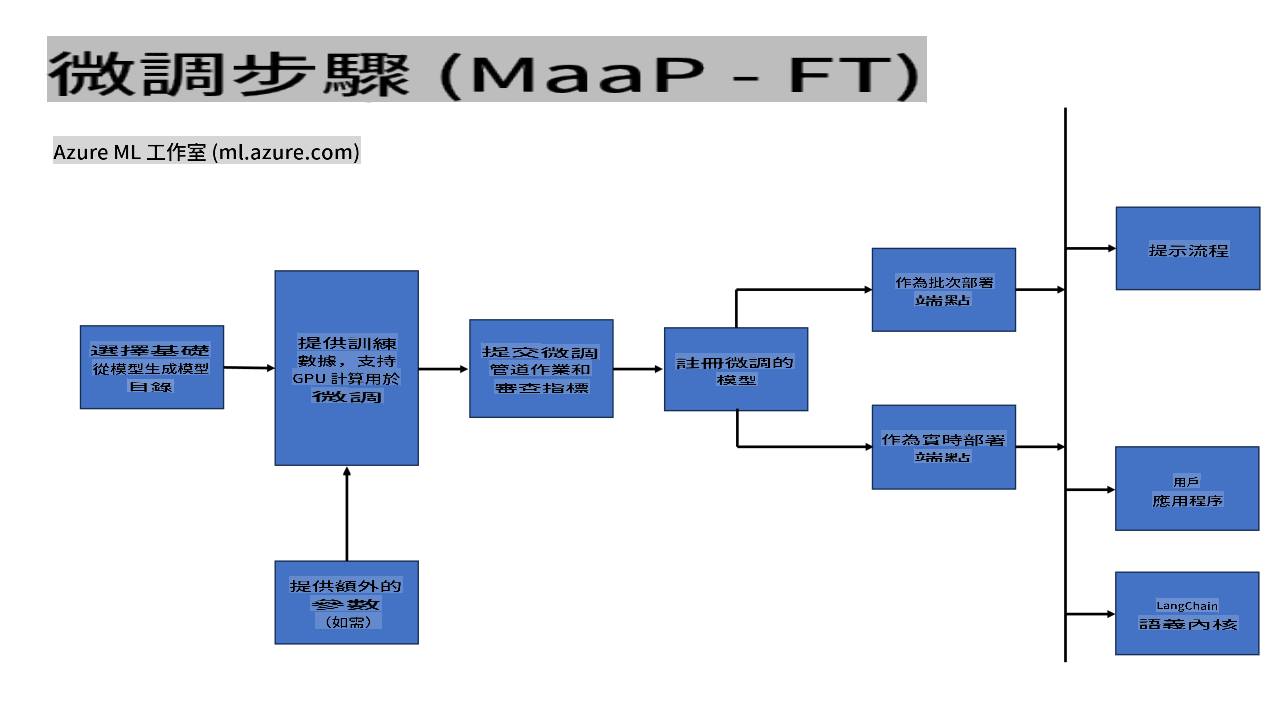 微調步驟 (MaaP - FT)
Azure ML 工作室 (ml.azure.com)
選擇基礎
從模型生成模型
目錄
提供訓練
數據，支持
GPU 計算用於
微調
提供額外的
參數
（如需）
提交微調
管道作業和
審查指標
註冊微調的
模型
作為批次部署
端點
作為實時部署
端點
提示流程
用戶
應用程序
LangChain
語義內核